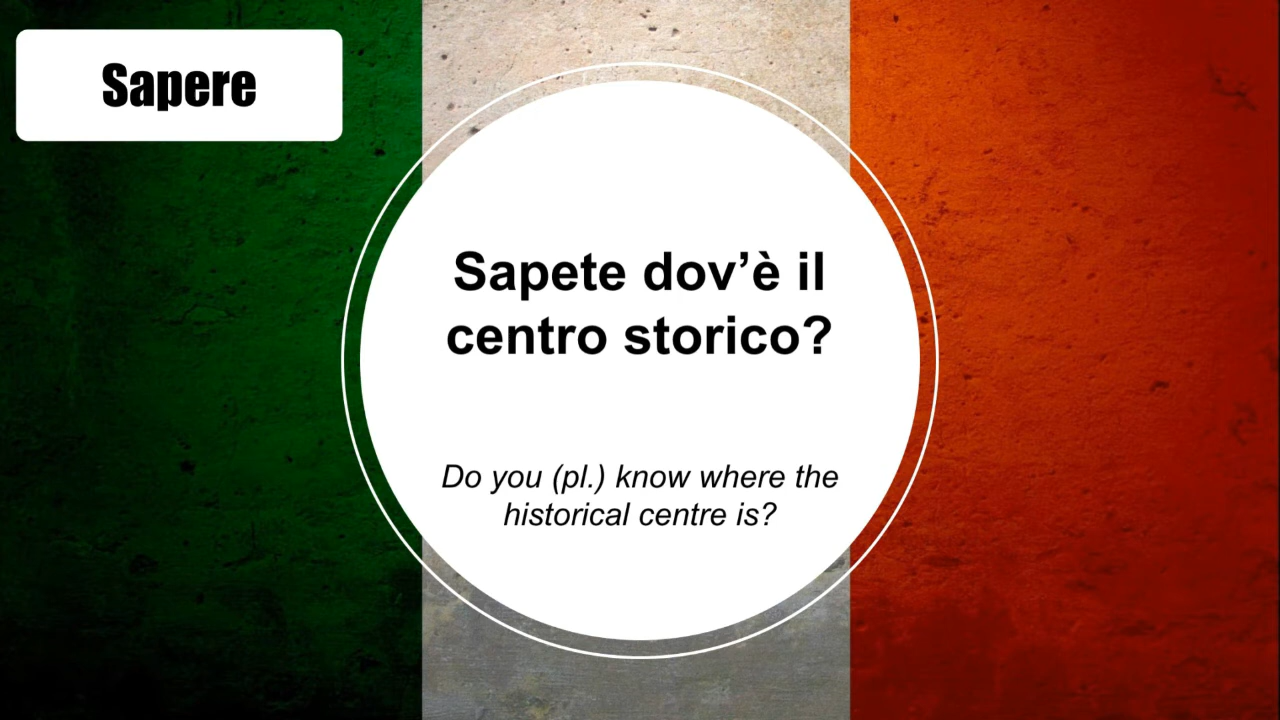 Sapere
Sapete dov’è il
centro storico?
Do you (pl.) know where the
historical centre is?